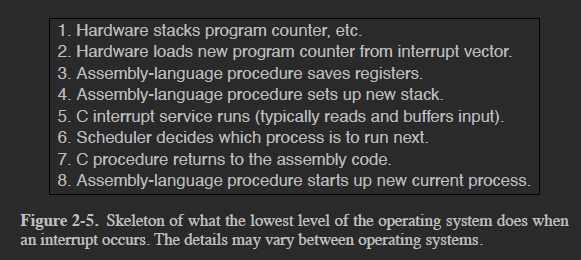 1. Hardware stacks program counter, etc.
2. Hardware loads new program counter from interrupt vector.
3. Assembly-language procedure saves registers.
4. Assembly-language procedure sets up new stack.
5. C interrupt service runs (typically reads and buffers input).
6. Scheduler decides which process is to run next.
7. C procedure returns to the assembly code.
8. Assembly-language procedure starts up new current process.
Figure 2-5. Skeleton of what the lowest level of the operating system does when
an interrupt occurs. The details may vary between operating systems.